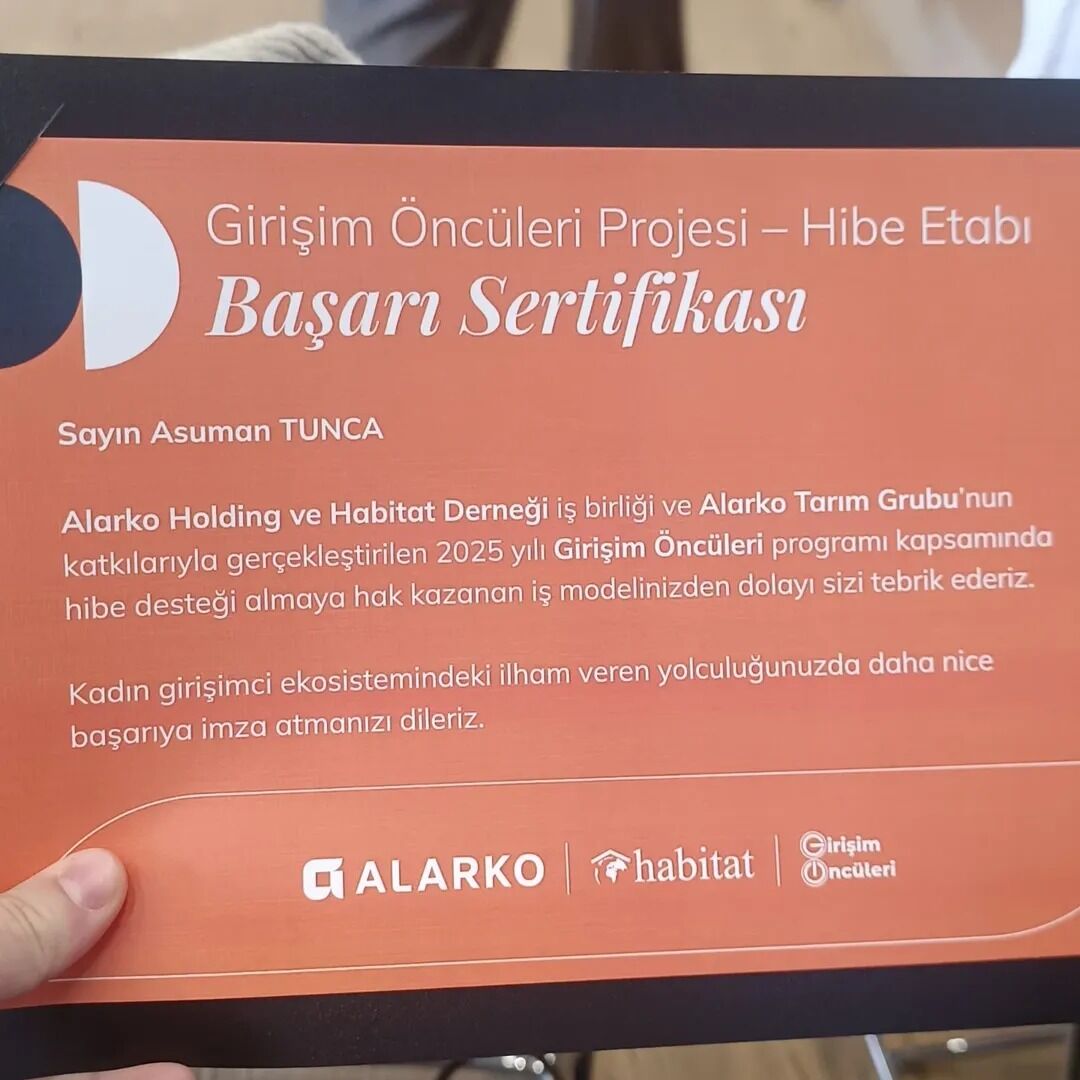 Girişim Öncüleri Projesi – Hibe Etabı
Başarı Sertifikası
Sayın Asuman TUNCA
Alarko Holding ve Habitat Derneği iş birliği ve Alarko Tarım Grubu'nun
katkılarıyla gerçekleştirilen 2025 yılı Girişim Öncüleri programı kapsamında
hibe desteği almaya hak kazanan iş modelinizden dolayı sizi tebrik ederiz.
Kadın girişimci ekosistemindeki ilham veren yolculuğunuzda daha nice
başarıya imza atmanızı dileriz.
ALARKO
habitat
Girişim
Öncüleri